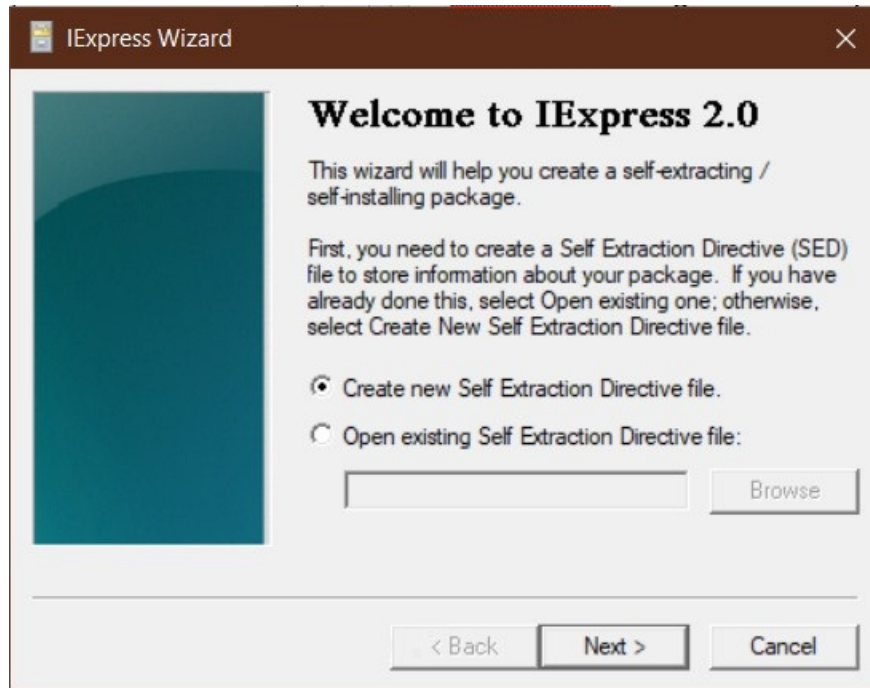 IExpress Wizard
Welcome to IExpress 2.0
This wizard will help you create a self-extracting /
self-installing package.
First, you need to create a Self Extraction Directive (SED)
file to store information about your package.  If you have
already done this, select Open existing one; otherwise,
select Create New Self Extraction Directive file.
Create new Self Extraction Directive file.
Open existing Self Extraction Directive file:
Browse
< Back
Next >
Cancel